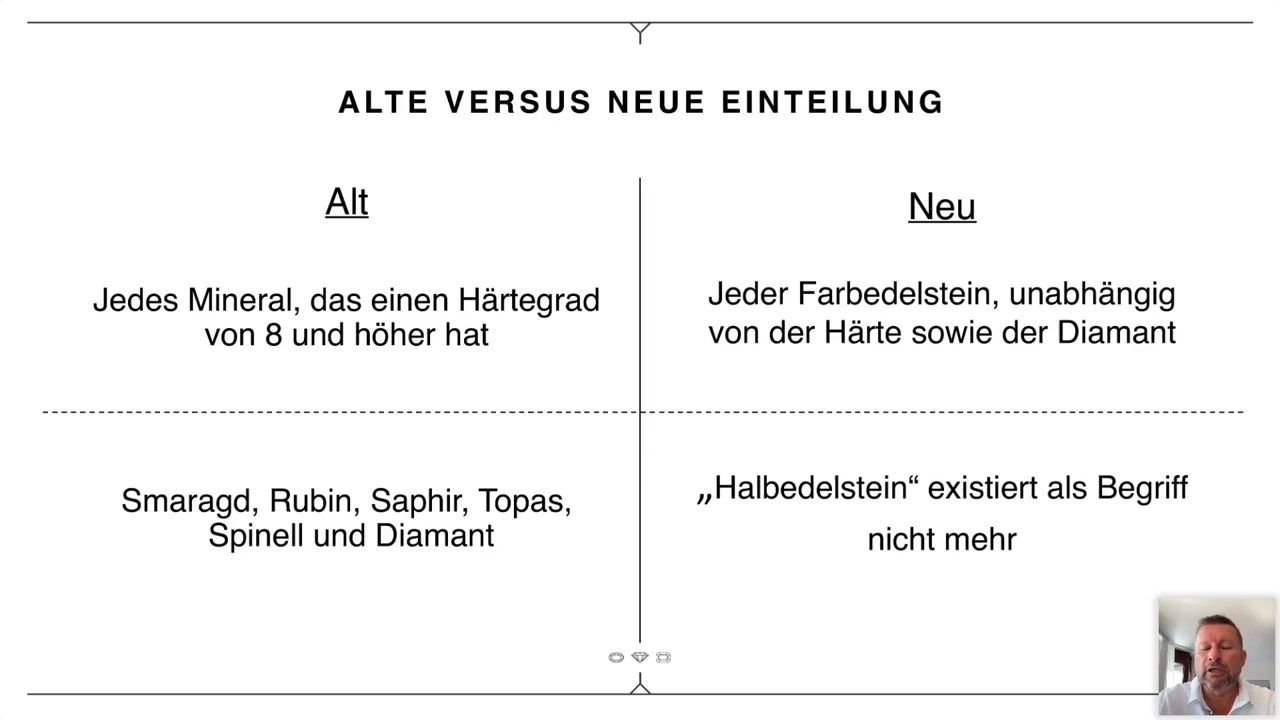 ALTE VERSUS NEUE EINTEILUNG
Alt
Jedes Mineral, das einen Härtegrad
von 8 und höher hat
Smaragd, Rubin, Saphir, Topas,
Spinell und Diamant
Neu
Jeder Farbedelstein, unabhängig
von der Härte sowie der Diamant
„Halbedelstein“ existiert als Begriff
nicht mehr